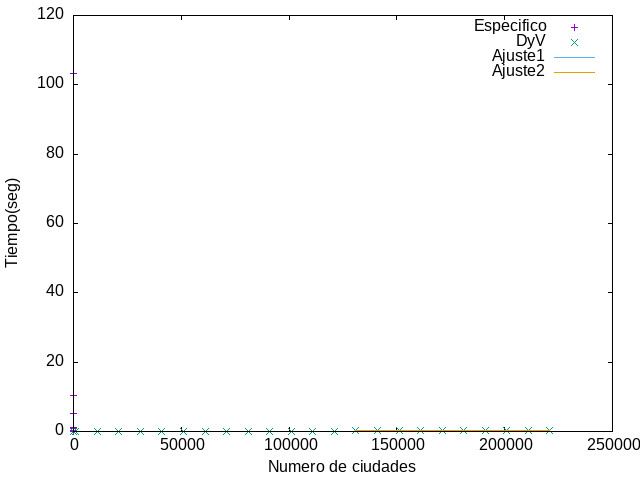 120
100
80
60
40
20
0
Tiempo(seg)
Especifico
DyV
Ajuste1
Ajuste2
0 50000 100000 150000 200000 250000
Numero de ciudades